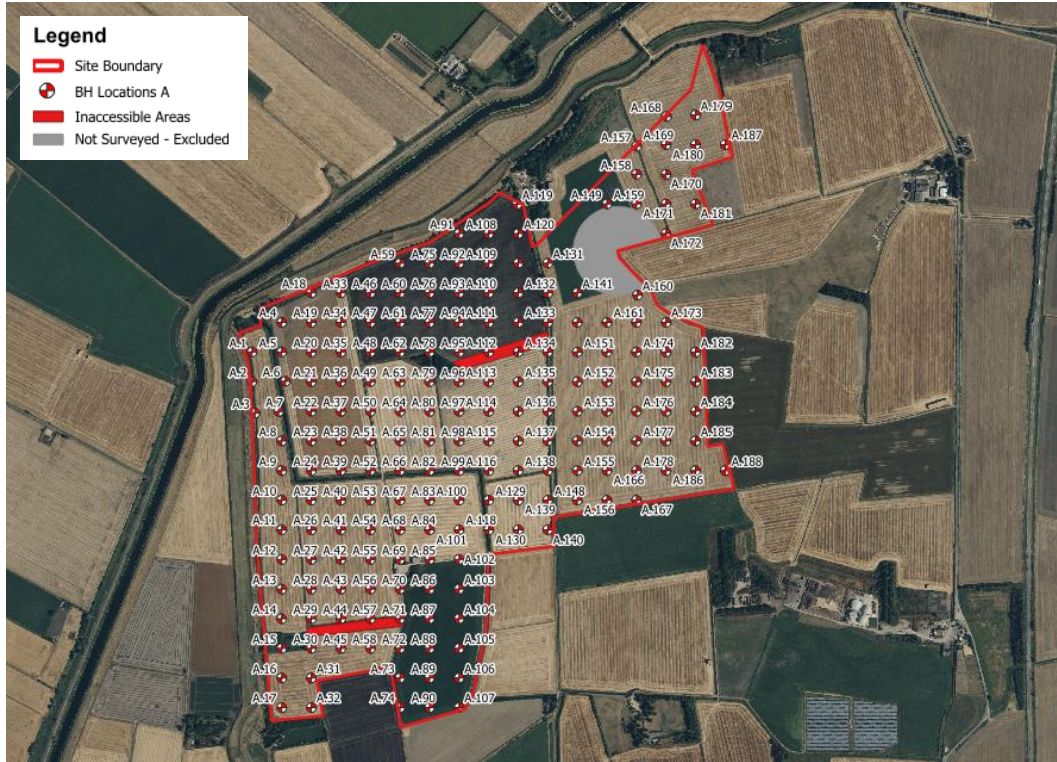 Legend
Site Boundary
BH Locations A
Inaccessible Areas
Not Surveyed - Excluded
A.168 A.179
A.157 A.169 A.180 A.187
A.158 A.170
A.119 A.149 A.159 A.171 A.181
A.91 A.108 A.120 A.172
A.59 A.75 A.92 A.109 A.131
A.18 A.33 A.46 A.60 A.76 A.93 A.110 A.132 A.141 A.160
A.4 A.19 A.34 A.47 A.61 A.77 A.94 A.111 A.133 A.161 A.173
A.1 A.5 A.20 A.35 A.48 A.62 A.78 A.95 A.112 A.134 A.151 A.174 A.182
A.2 A.6 A.21 A.36 A.49 A.63 A.79 A.96 A.113 A.135 A.152 A.175 A.183
A.3 A.7 A.22 A.37 A.50 A.64 A.80 A.97 A.114 A.136 A.153 A.176 A.184
A.8 A.23 A.38 A.51 A.65 A.81 A.98 A.115 A.137 A.154 A.177 A.185
A.9 A.24 A.39 A.52 A.66 A.82 A.99 A.116 A.138 A.155 A.166 A.178 A.186 A.188
A.10 A.25 A.40 A.53 A.67 A.83 A.100 A.129 A.139 A.148 A.156 A.167
A.11 A.26 A.41 A.54 A.68 A.84 A.101 A.118 A.130 A.140
A.12 A.27 A.42 A.55 A.69 A.85 A.102
A.13 A.28 A.43 A.56 A.70 A.86 A.103
A.14 A.29 A.44 A.57 A.71 A.87 A.104
A.15 A.30 A.45 A.58 A.72 A.88 A.105
A.16 A.31 A.73 A.89 A.106
A.17 A.32 A.74 A.90 A.107